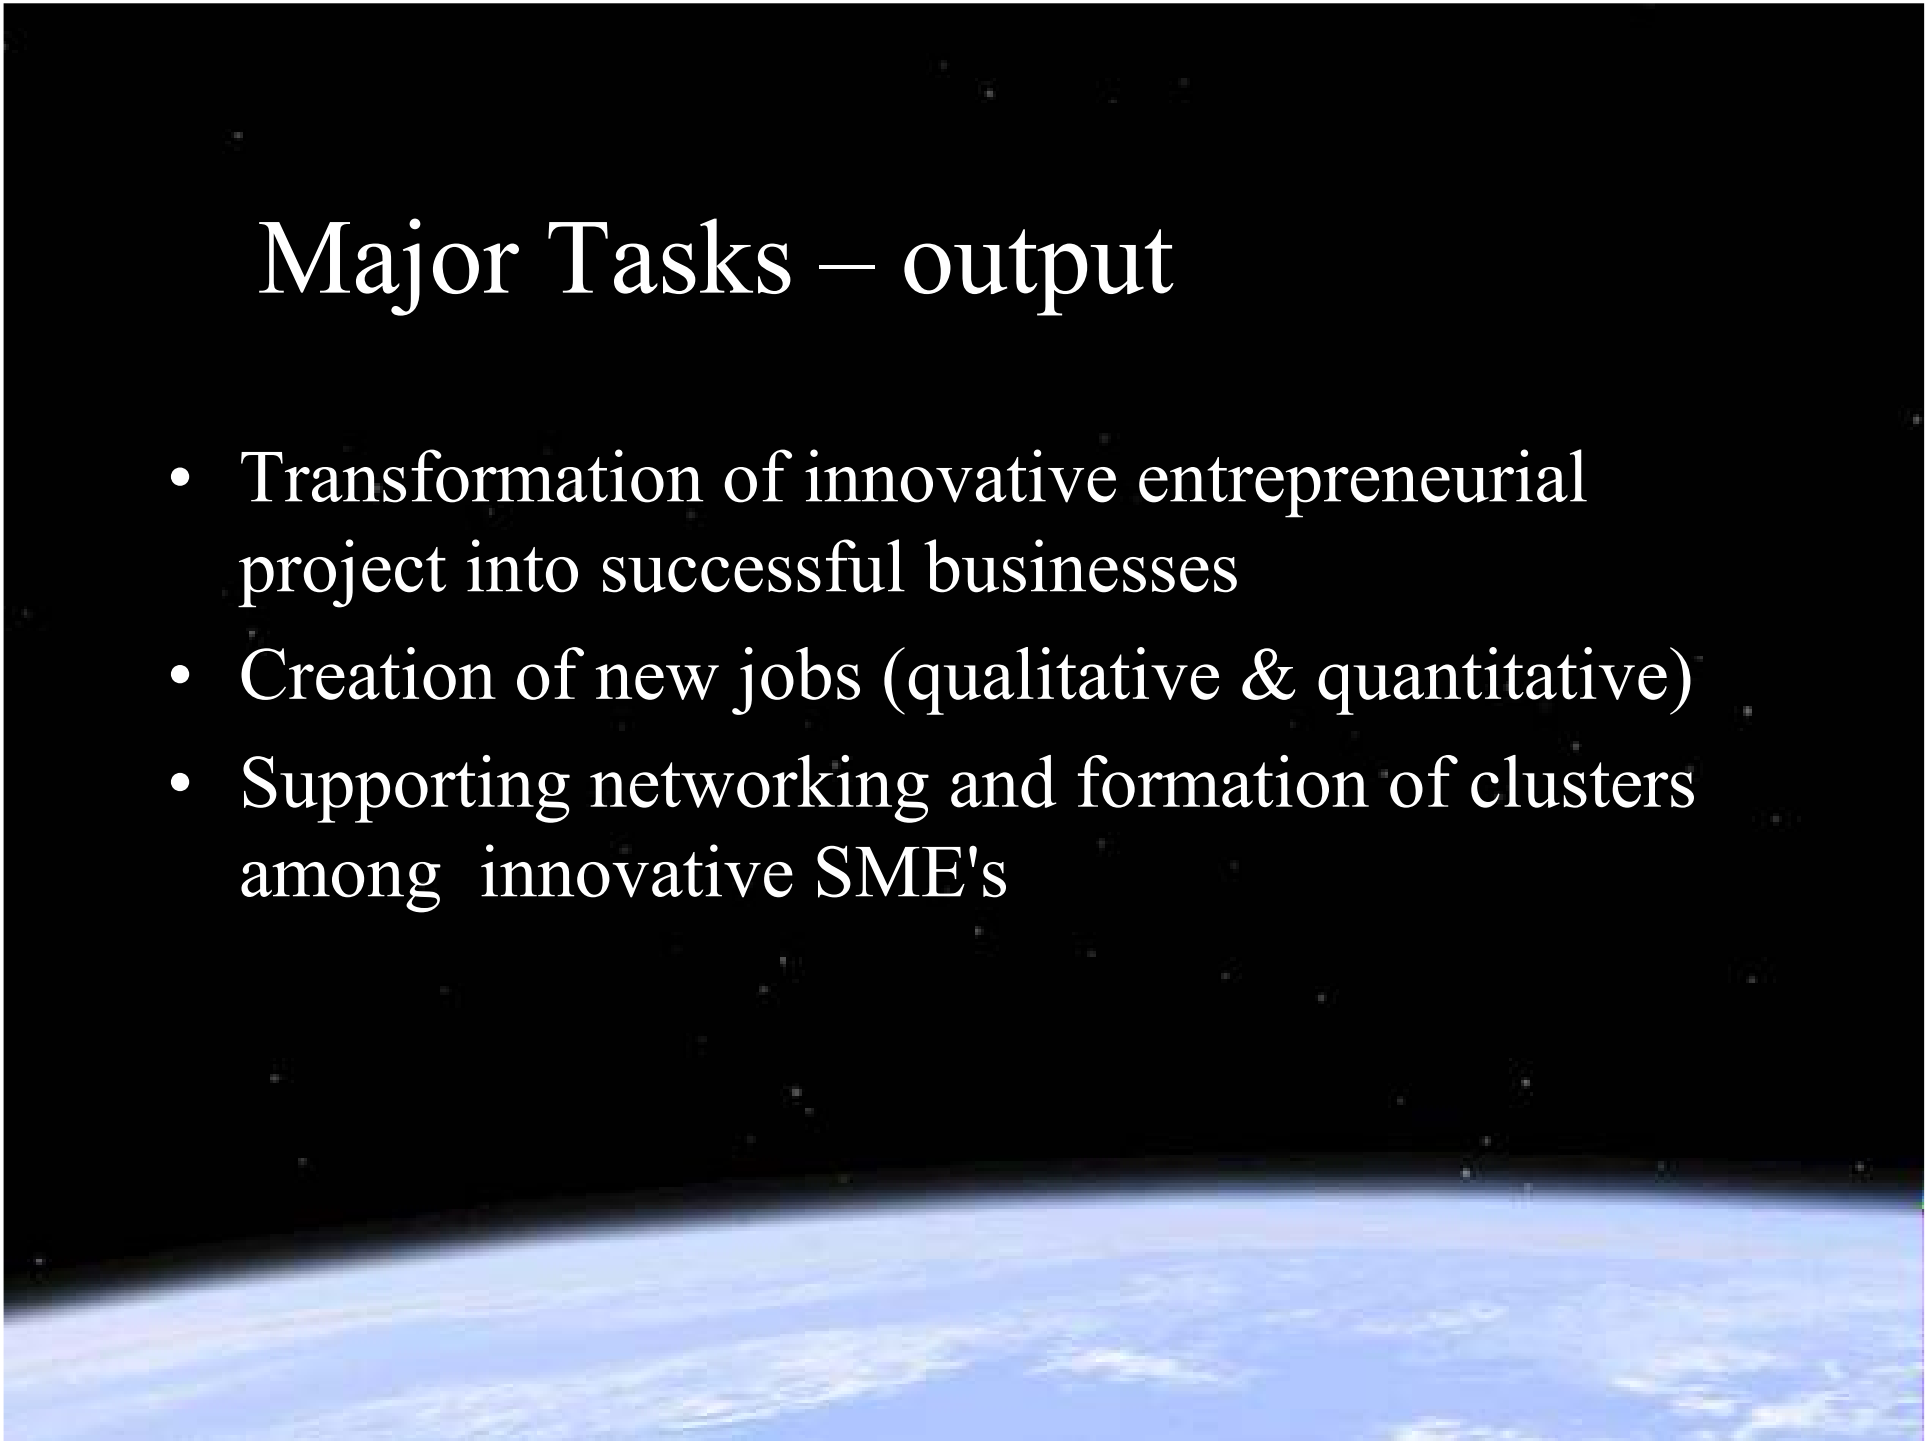 Major Tasks – output
• Transformation of innovative entrepreneurial
project into successful businesses
• Creation of new jobs (qualitative & quantitative)
• Supporting networking and formation of clusters
among  innovative SME's